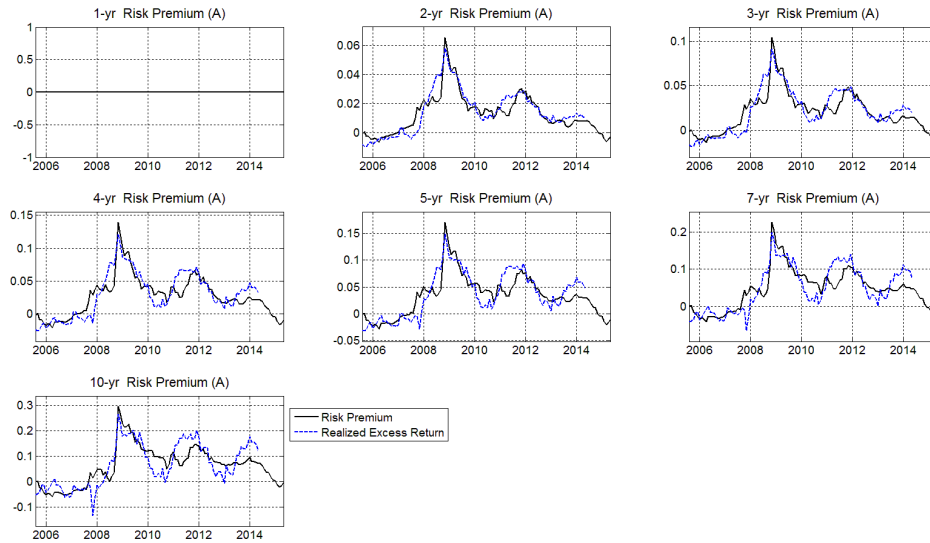 1-yr Risk Premium (A)
1
0.5
0
-0.5
-1
2006 2008 2010 2012 2014
2-yr Risk Premium (A)
0.06
0.04
0.02
0
2006 2008 2010 2012 2014
3-yr Risk Premium (A)
0.1
0.05
0
2006 2008 2010 2012 2014
4-yr Risk Premium (A)
0.15
0.1
0.05
0
2006 2008 2010 2012 2014
5-yr Risk Premium (A)
0.15
0.1
0.05
0
-0.05
2006 2008 2010 2012 2014
7-yr Risk Premium (A)
0.2
0.1
0
2006 2008 2010 2012 2014
10-yr Risk Premium (A)
0.3
0.2
0.1
0
-0.1
2006 2008 2010 2012 2014
Risk Premium
Realized Excess Return